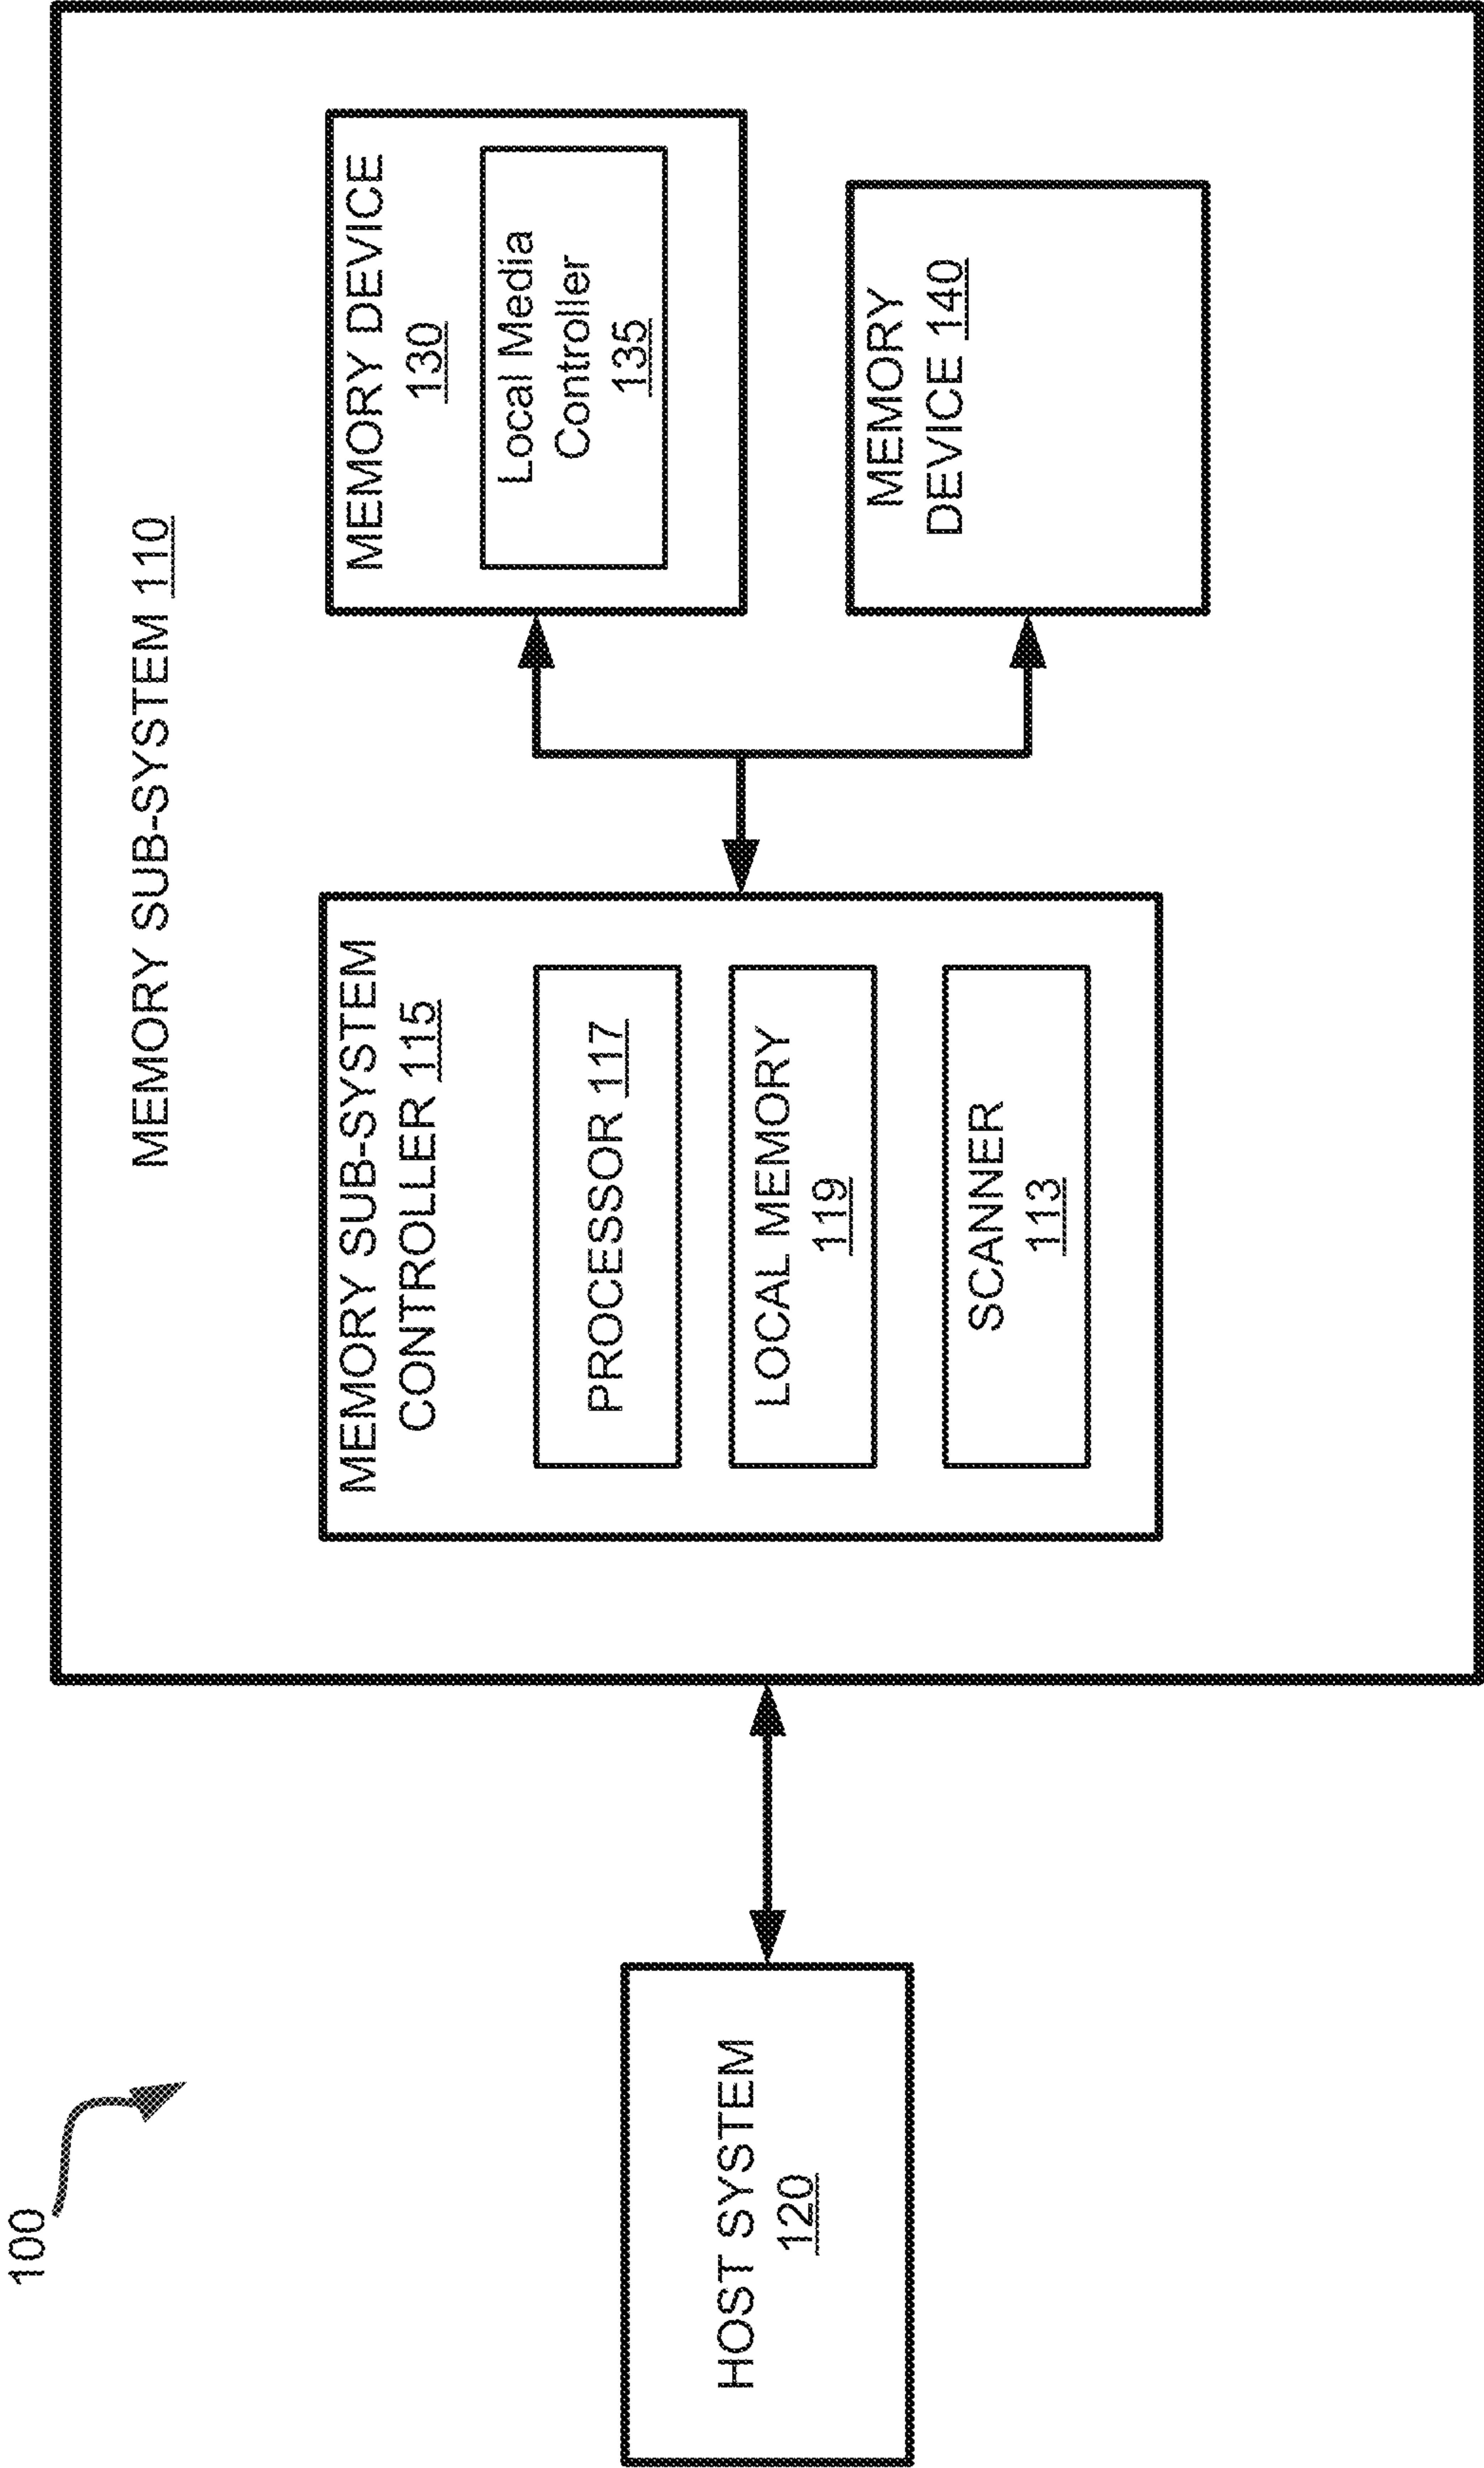 100
MEMORY SUB-SYSTEM 110
HOST SYSTEM
120
MEMORY SUB-SYSTEM
CONTROLLER 115
PROCESSOR 117
LOCAL MEMORY
119
SCANNER
113
MEMORY DEVICE
130
Local Media
Controller
135
MEMORY
DEVICE 140